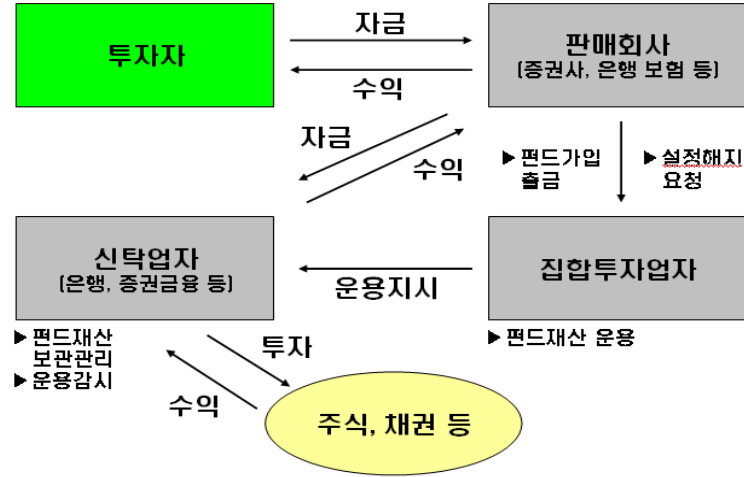 투자자
자금
수익
판매회사
(증권사, 은행 보험 등)
자금
수익
▶ 펀드가입
출금
▶ 설정해지
요청
신탁업자
(은행, 증권금융 등)
운용지시
집합투자업자
▶ 펀드재산
보관관리
▶ 운용감시
▶ 펀드재산 운용
투자
수익
주식, 채권 등